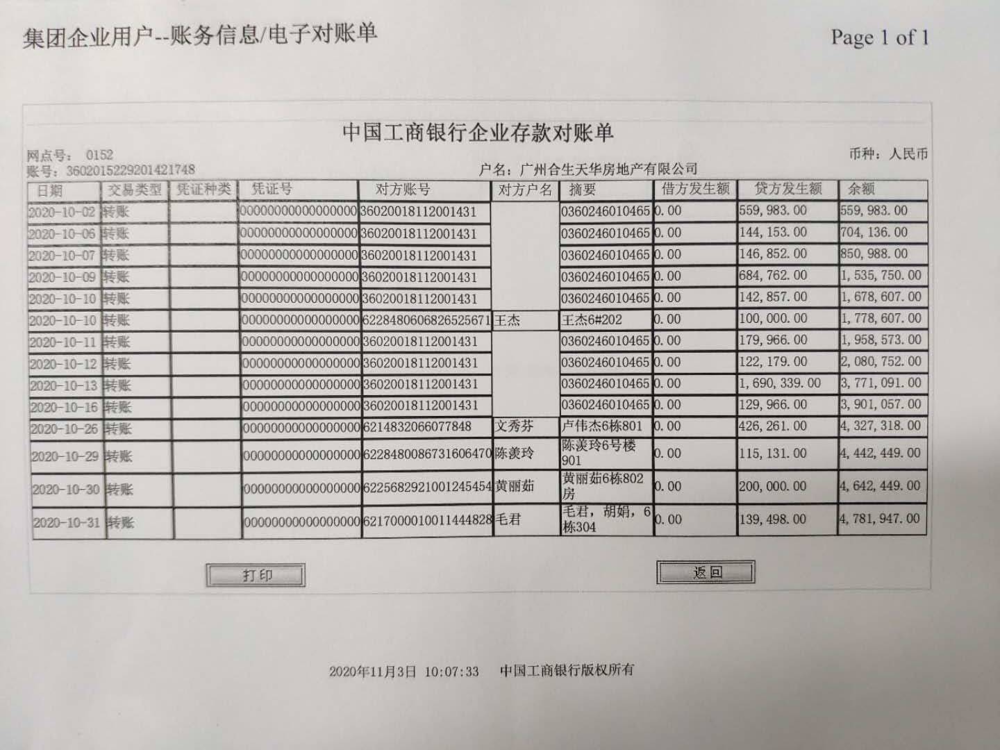 集团企业用户--账务信息/电子对账单 Page 1 of 1
中国工商银行企业存款对账单
网点号： 0152 币种：人民币
账号：3602015229201421748 户名：广州合生天华房地产有限公司
日期 交易类型 凭证种类 凭证号 对方账号 对方户名 摘要 借方发生额 贷方发生额 余额
2020-10-02 转账 00000000000000000 36020018112001431 0360246010465 0.00 559,983.00 559,983.00
2020-10-06 转账 00000000000000000 36020018112001431 0360246010465 0.00 144,153.00 704,136.00
2020-10-07 转账 00000000000000000 36020018112001431 0360246010465 0.00 146,852.00 850,988.00
2020-10-09 转账 00000000000000000 36020018112001431 0360246010465 0.00 684,762.00 1,535,750.00
2020-10-10 转账 00000000000000000 36020018112001431 0360246010465 0.00 142,857.00 1,678,607.00
2020-10-10 转账 00000000000000000 6228480606826525671 王杰 王杰6#202 0.00 100,000.00 1,778,607.00
2020-10-11 转账 00000000000000000 36020018112001431 0360246010465 0.00 179,966.00 1,958,573.00
2020-10-12 转账 00000000000000000 36020018112001431 0360246010465 0.00 122,179.00 2,080,752.00
2020-10-13 转账 00000000000000000 36020018112001431 0360246010465 0.00 1,690,339.00 3,771,091.00
2020-10-16 转账 00000000000000000 36020018112001431 0360246010465 0.00 129,966.00 3,901,057.00
2020-10-26 转账 00000000000000000 6214832066077848 文秀芬 卢伟杰6栋801 0.00 426,261.00 4,327,318.00
2020-10-29 转账 00000000000000000 6228480086731606470 陈羡玲 陈羡玲6号楼
901 0.00 115,131.00 4,442,449.00
2020-10-30 转账 00000000000000000 6225682921001245454 黄丽茹 黄丽茹6栋802
房 0.00 200,000.00 4,642,449.00
2020-10-31 转账 00000000000000000 6217000010011444828 毛君 毛君，胡娟，6
栋304 0.00 139,498.00 4,781,947.00
打印 返回
2020年11月3日 10:07:33 中国工商银行版权所有